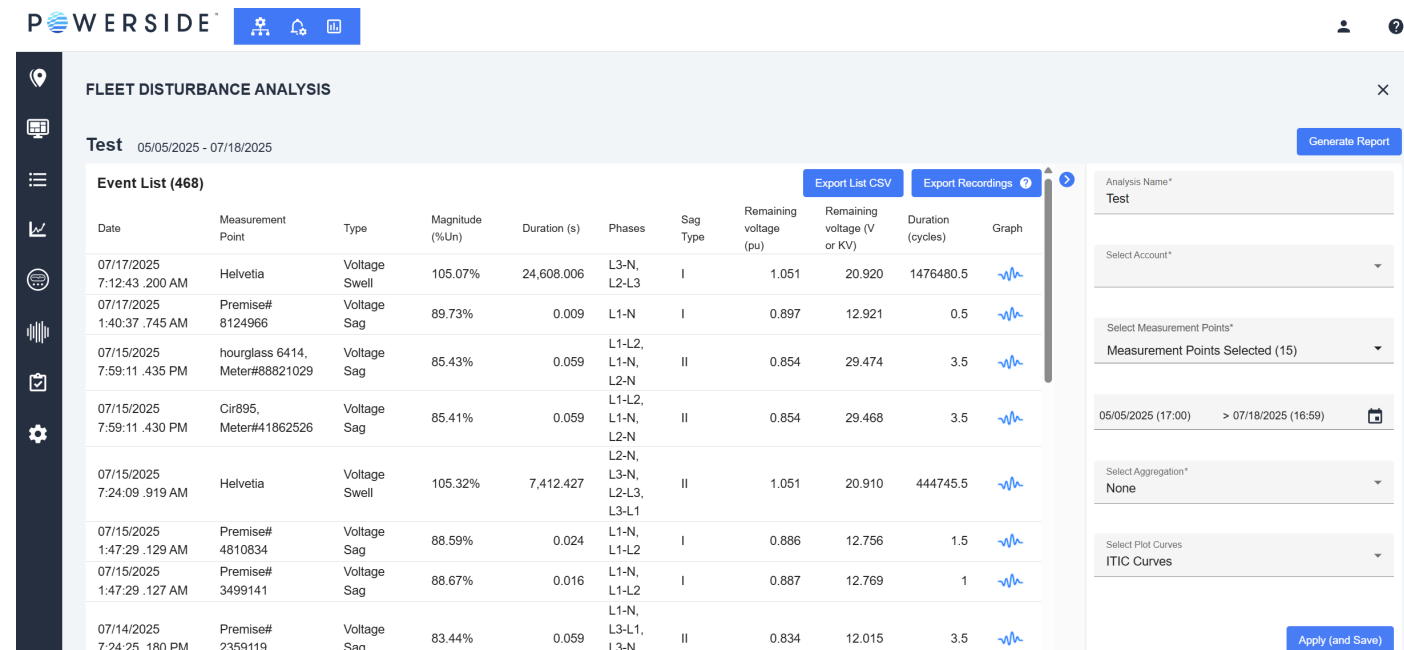 POWERSIDE™
FLEET DISTURBANCE ANALYSIS
Test 05/05/2025 - 07/18/2025
Generate Report
Event List (468)
Export List CSV
Export Recordings ?
Date
Measurement
Point
Type
Magnitude
(%Un)
Duration (s)
Phases
Sag
Type
Remaining
voltage
(pu)
Remaining
voltage (V
or KV)
Duration
(cycles)
Graph
07/17/2025
7:12:43 .200 AM
Helvetia
Voltage
Swell
105.07%
24,608.006
L3-N,
L2-L3
I
1.051
20.920
1476480.5
07/17/2025
1:40:37 .745 AM
Premise#
8124966
Voltage
Sag
89.73%
0.009
L1-N
I
0.897
12.921
0.5
07/15/2025
7:59:11 .435 PM
hourglass 6414,
Meter#88821029
Voltage
Sag
85.43%
0.059
L1-L2,
L1-N,
L2-N
II
0.854
29.474
3.5
07/15/2025
7:59:11 .430 PM
Cir895,
Meter#41862526
Voltage
Sag
85.41%
0.059
L1-L2,
L1-N,
L2-N
II
0.854
29.468
3.5
07/15/2025
7:24:09 .919 AM
Helvetia
Voltage
Swell
105.32%
7,412.427
L2-N,
L3-N,
L2-L3,
L3-L1
II
1.051
20.910
444745.5
07/15/2025
1:47:29 .129 AM
Premise#
4810834
Voltage
Sag
88.59%
0.024
L1-N,
L1-L2
I
0.886
12.756
1.5
07/15/2025
1:47:29 .127 AM
Premise#
3499141
Voltage
Sag
88.67%
0.016
L1-N,
L1-L2
I
0.887
12.769
1
07/14/2025
7:24:25 .180 PM
Premise#
2359119
Voltage
Sag
83.44%
0.059
L1-N,
L3-L1,
L3-N
II
0.834
12.015
3.5
Analysis Name*
Test
Select Account*
Select Measurement Points*
Measurement Points Selected (15)
05/05/2025 (17:00) > 07/18/2025 (16:59)
Select Aggregation*
None
Select Plot Curves
ITIC Curves
Apply (and Save)